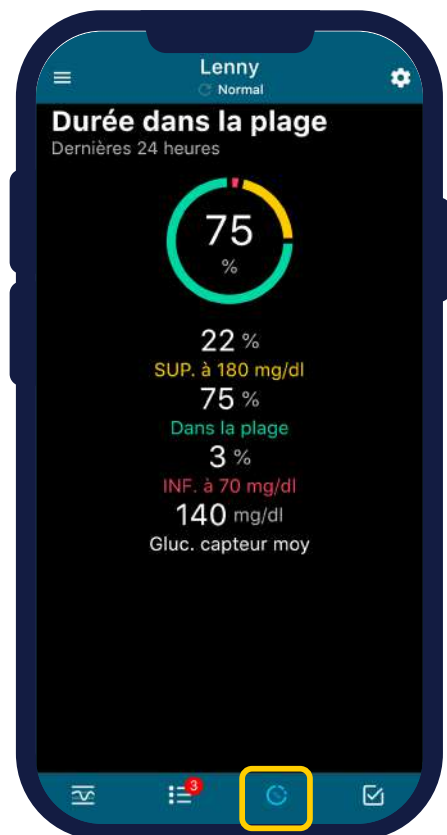 Lenny
Normal
Durée dans la plage
Dernières 24 heures
75
%
22 %
SUP. à 180 mg/dl
75 %
Dans la plage
3 %
INF. à 70 mg/dl
140 mg/dl
Gluc. capteur moy
3